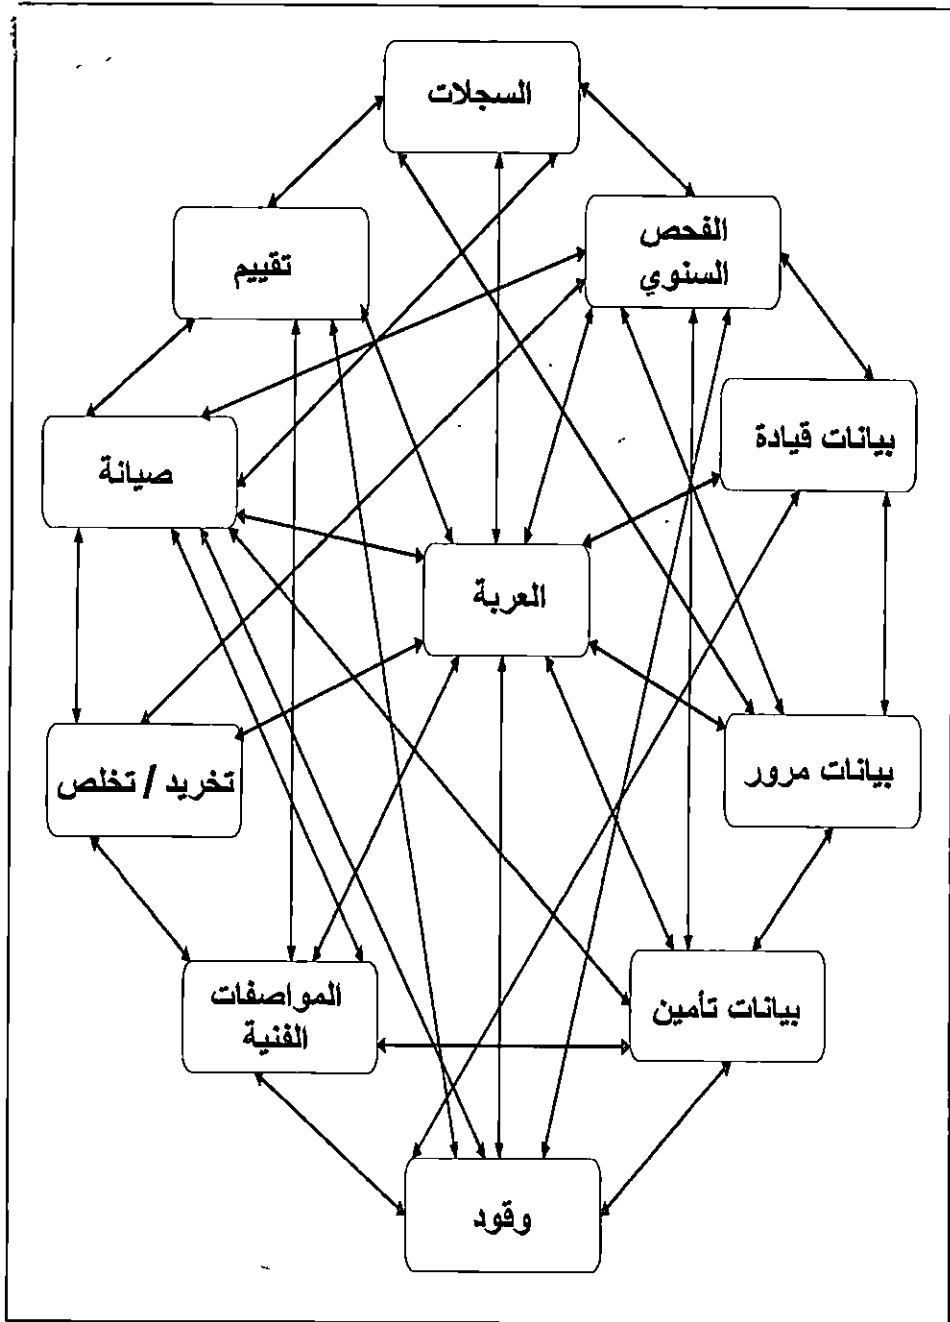 السجلات
الفحص
السنوي
تقييم
بيانات قيادة
صيانة
العربة
بيانات مرور
تخريد / تخلص
المواصفات
الفنية
بيانات تأمين
وقود